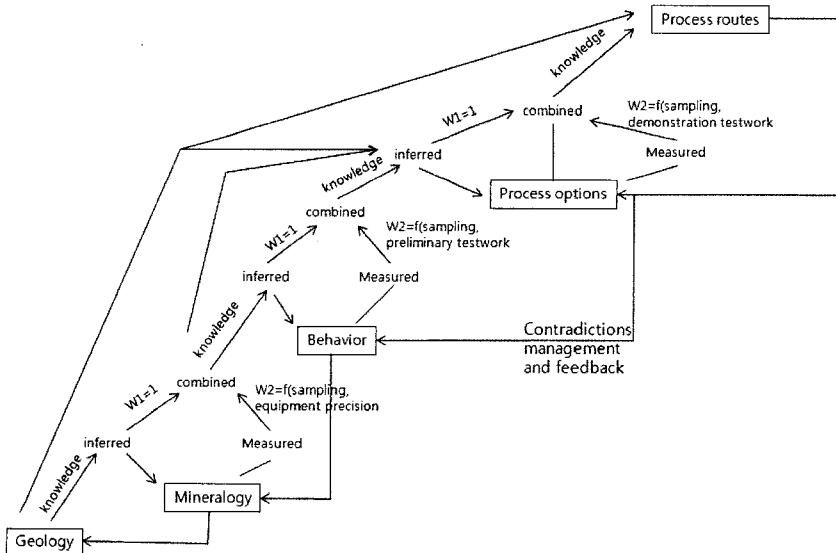 Process routes
knowledge
W1=1
combined
W2=f(sampling,
demonstration testwork
inferred
Measured
knowledge
Process options
combined
W1=1
W2=f(sampling,
preliminary testwork
inferred
Measured
knowledge
Behavior
Contradictions
management
and feedback
combined
W1=1
W2=f(sampling,
equipment precision
inferred
Measured
knowledge
Mineralogy
Geology